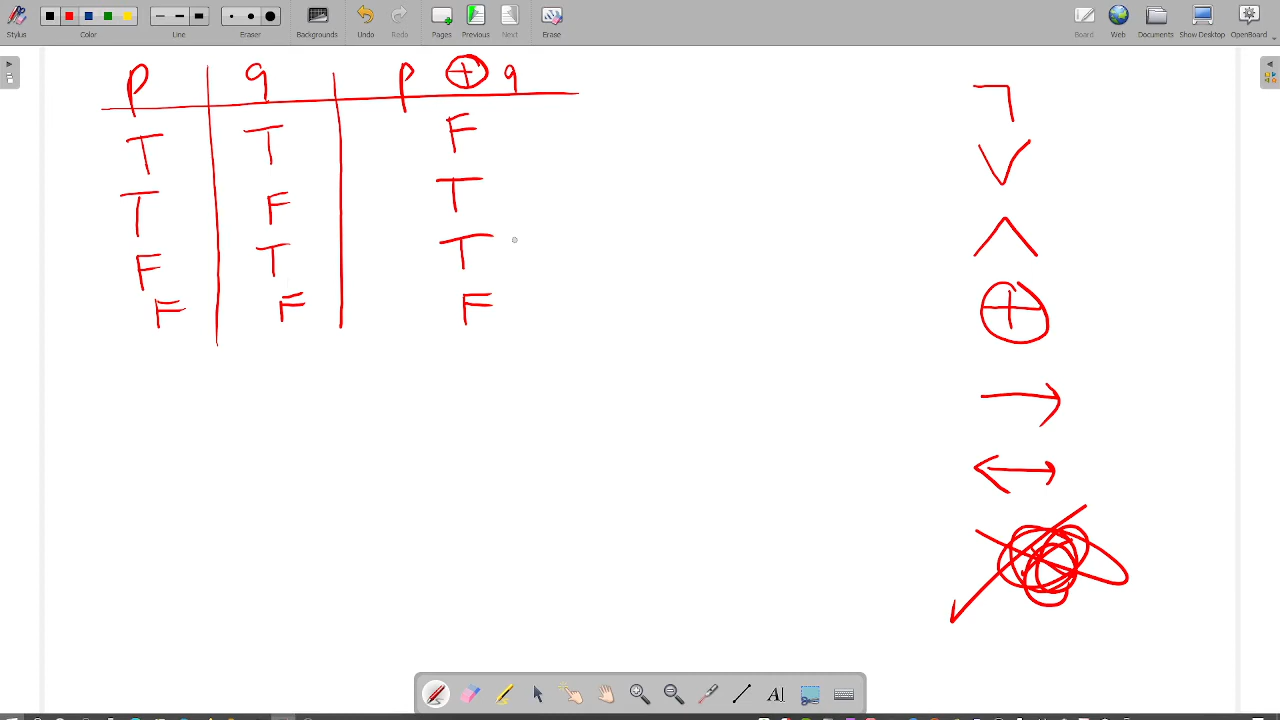 Stylus Color Line Eraser Backgrounds Undo Redo Pages Previous Next Erase Board Web Documents Show Desktop OpenBoard
p q p ⊕ q
T T F
T F T
F T T
F F F
¬
∨
∧
⊕
→
↔